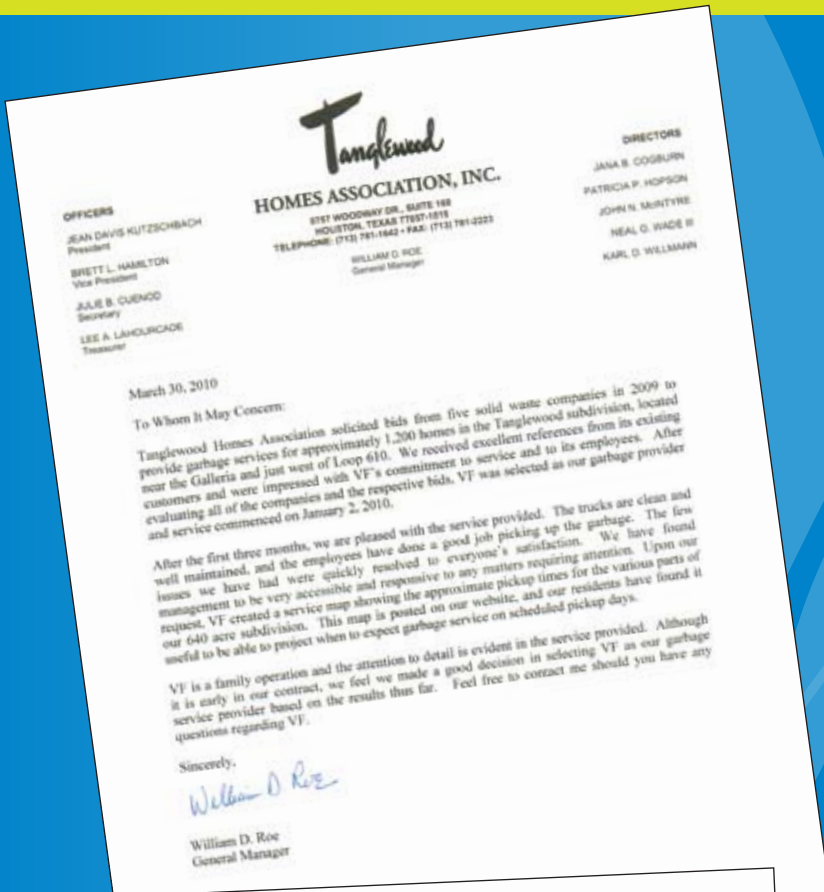 Tanglewood
HOMES ASSOCIATION, INC.
5757 WOODWAY DR., SUITE 168
HOUSTON, TEXAS 77057-1515
TELEPHONE: (713) 781-1642 • FAX: (713) 781-2223
WILLIAM D. ROE
General Manager
OFFICERS
JEAN DAVIS KUTZSCHBACH
President
BRETT L. HAMILTON
Vice President
JULIE B. CUENOD
Secretary
LEE A. LAHOURCADE
Treasurer
DIRECTORS
JANA B. COGBURN
PATRICIA P. HOPSON
JOHN N. McINTYRE
NEAL O. WADE III
KARL D. WILLMANN
March 30, 2010
To Whom It May Concern:
Tanglewood Homes Association solicited bids from five solid waste companies in 2009 to
provide garbage services for approximately 1,200 homes in the Tanglewood subdivision, located
near the Galleria and just west of Loop 610. We received excellent references from its existing
customers and were impressed with VF's commitment to service and to its employees. After
evaluating all of the companies and the respective bids, VF was selected as our garbage provider
and service commenced on January 2, 2010.
After the first three months, we are pleased with the service provided. The trucks are clean and
well maintained, and the employees have done a good job picking up the garbage. The few
issues we have had were quickly resolved to everyone's satisfaction. We have found
management to be very accessible and responsive to any matters requiring attention. Upon our
request, VF created a service map showing the approximate pickup times for the various parts of
our 640 acre subdivision. This map is posted on our website, and our residents have found it
useful to be able to project when to expect garbage service on scheduled pickup days.
VF is a family operation and the attention to detail is evident in the service provided. Although
it is early in our contract, we feel we made a good decision in selecting VF as our garbage
service provider based on the results thus far. Feel free to contact me should you have any
questions regarding VF.
Sincerely,
William D. Roe
William D. Roe
General Manager